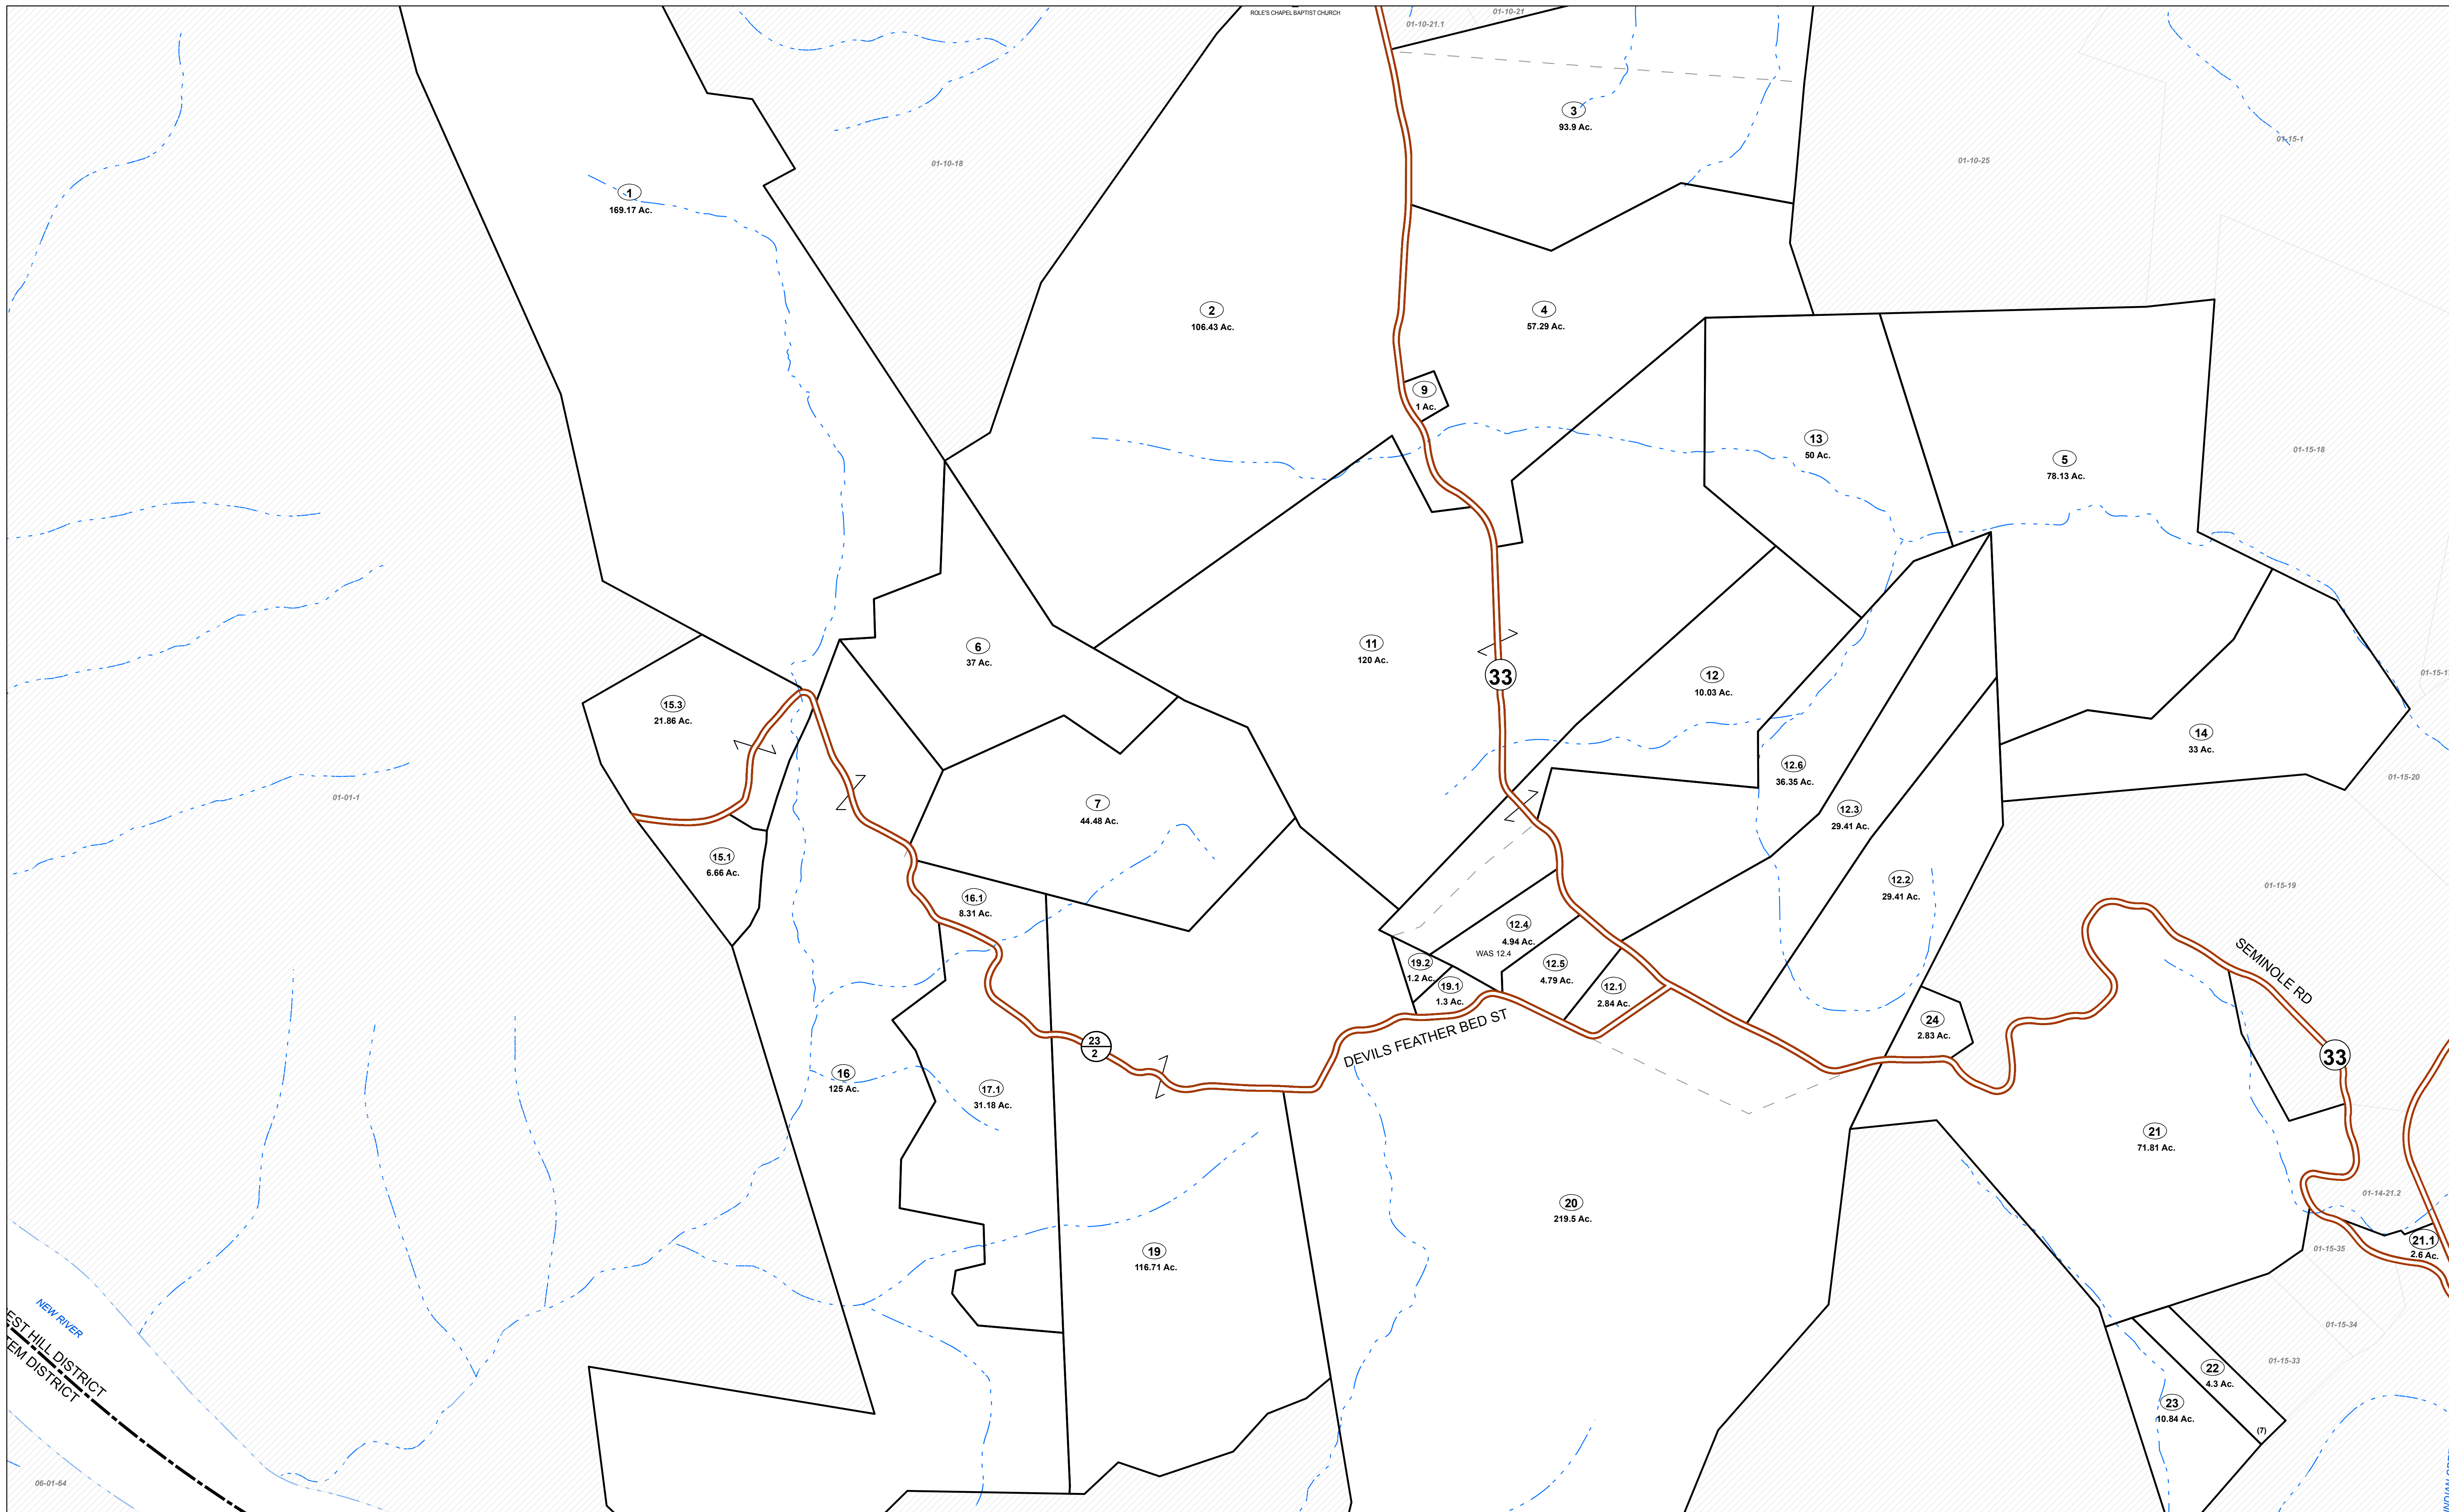 ROLE'S CHAPEL BAPTIST CHURCH
01-10-21.1
01-10-21
3
93.9 Ac.
01-15-1
01-10-18
01-10-25
1
169.17 Ac.
2
106.43 Ac.
4
57.29 Ac.
9
1 Ac.
13
50 Ac.
5
78.13 Ac.
01-15-18
6
37 Ac.
11
120 Ac.
33
12
10.03 Ac.
15.3
21.86 Ac.
14
33 Ac.
01-15-20
12.6
36.35 Ac.
01-01-1
7
44.48 Ac.
12.3
29.41 Ac.
15.1
6.66 Ac.
12.2
29.41 Ac.
01-15-19
16.1
8.31 Ac.
12.4
4.94 Ac.
WAS 12.4
19.2
1.2 Ac.
12.5
4.79 Ac.
19.1
1.3 Ac.
12.1
2.84 Ac.
SEMINOLE RD
24
2.83 Ac.
DEVILS FEATHER BED ST
23
2
33
16
125 Ac.
17.1
31.18 Ac.
21
71.81 Ac.
01-14-21.2
20
219.5 Ac.
19
116.71 Ac.
21.1
2.6 Ac.
01-15-35
NEW RIVER
EST HILL DISTRICT
EM DISTRICT
01-15-34
01-15-33
22
4.3 Ac.
23
10.84 Ac.
(7)
06-01-64